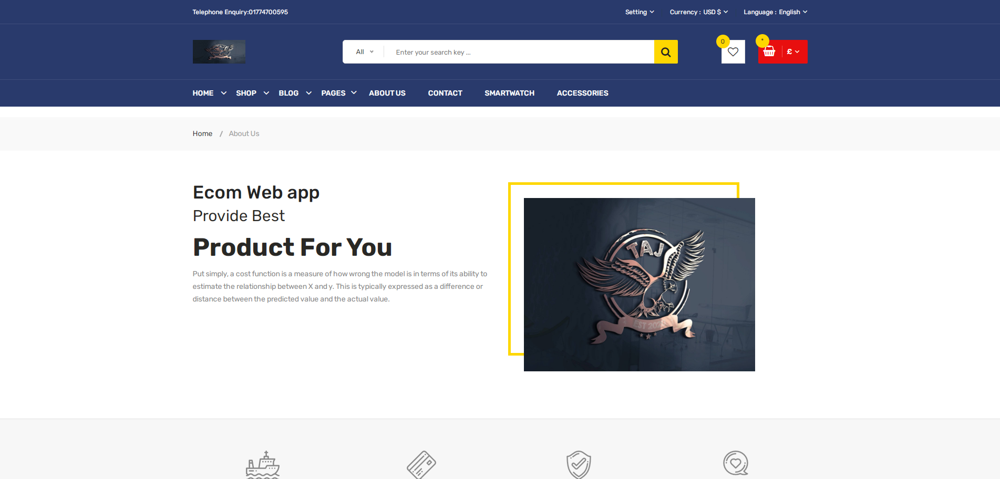 Telephone Enquiry:01774700595
Setting
Currency : USD $
Language : English
All
Enter your search key ...
0
*
£
HOME
SHOP
BLOG
PAGES
ABOUT US
CONTACT
SMARTWATCH
ACCESSORIES
Home / About Us
Ecom Web app
Provide Best
Product For You
Put simply, a cost function is a measure of how wrong the model is in terms of its ability to
estimate the relationship between X and y. This is typically expressed as a difference or
distance between the predicted value and the actual value.
TAJ
EST